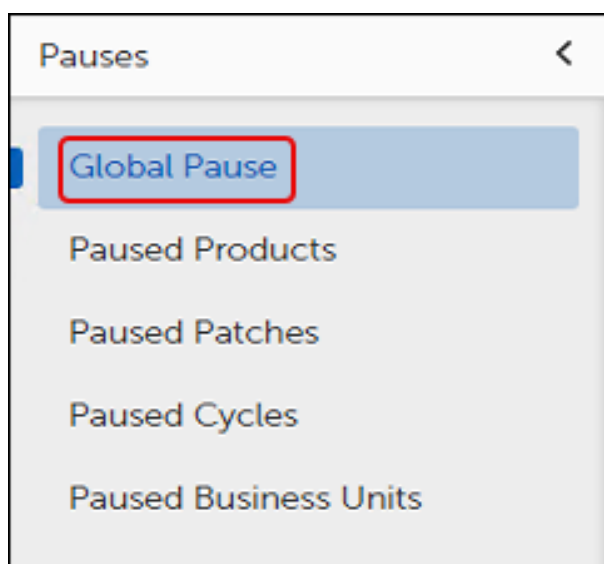 Pauses
Global Pause
Paused Products
Paused Patches
Paused Cycles
Paused Business Units